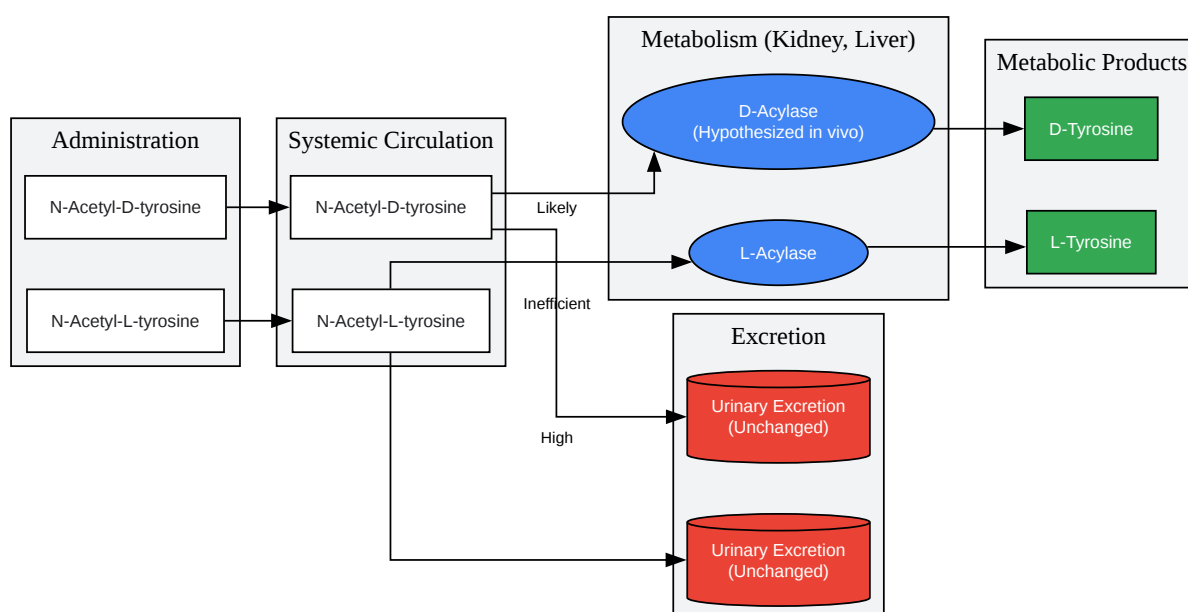 Administration
N-Acetyl-D-tyrosine
N-Acetyl-L-tyrosine
Systemic Circulation
N-Acetyl-D-tyrosine
N-Acetyl-L-tyrosine
Likely
Inefficient
High
Metabolism (Kidney, Liver)
D-Acylase
(Hypothesized in vivo)
L-Acylase
Metabolic Products
D-Tyrosine
L-Tyrosine
Excretion
Urinary Excretion
(Unchanged)
Urinary Excretion
(Unchanged)